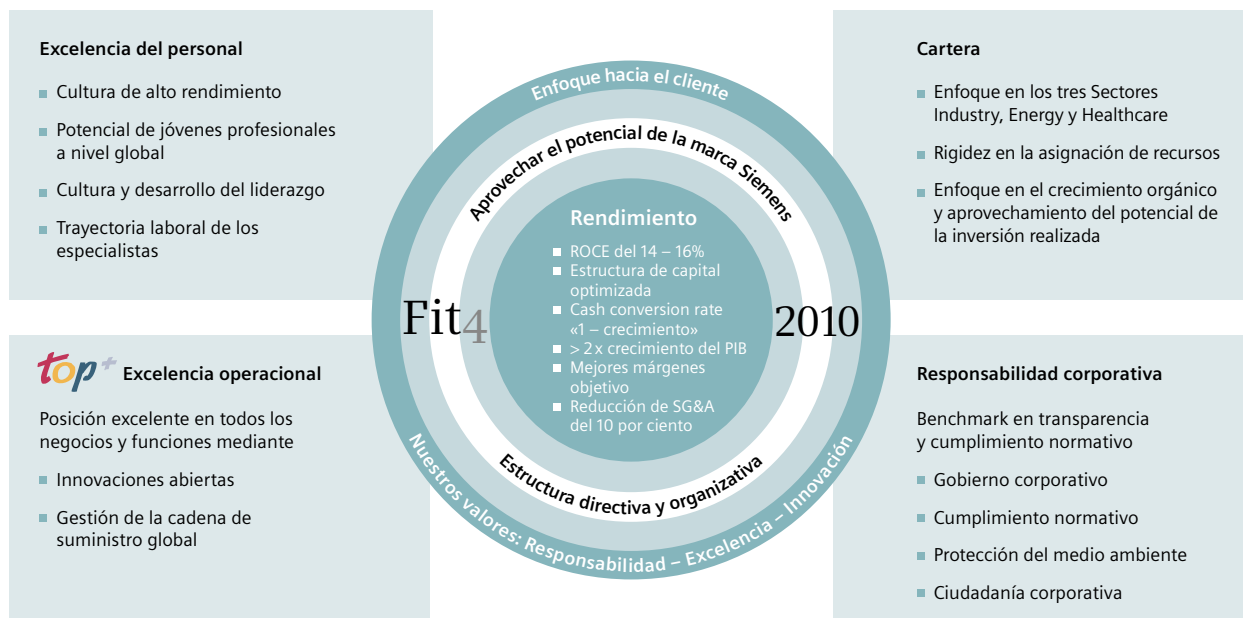 Excelencia del personal
Cultura de alto rendimiento
Potencial de jóvenes profesionales
a nivel global
Cultura y desarrollo del liderazgo
Trayectoria laboral de los
especialistas
Cartera
Enfoque en los tres Sectores
Industry, Energy y Healthcare
Rigidez en la asignación de recursos
Enfoque en el crecimiento orgánico
y aprovechamiento del potencial de
la inversión realizada
Enfoque hacia el cliente
Aprovechar el potencial de la marca Siemens
Fit4 2010
Rendimiento
ROCE del 14 – 16%
Estructura de capital
optimizada
Cash conversion rate
«1 – crecimiento»
> 2 x crecimiento del PIB
Mejores márgenes
objetivo
Reducción de SG&A
del 10 por ciento
Estructura directiva y organizativa
Nuestros valores: Responsabilidad – Excelencia – Innovación
top+ Excelencia operacional
Posición excelente en todos los
negocios y funciones mediante
Innovaciones abiertas
Gestión de la cadena de
suministro global
Responsabilidad corporativa
Benchmark en transparencia
y cumplimiento normativo
Gobierno corporativo
Cumplimiento normativo
Protección del medio ambiente
Ciudadanía corporativa